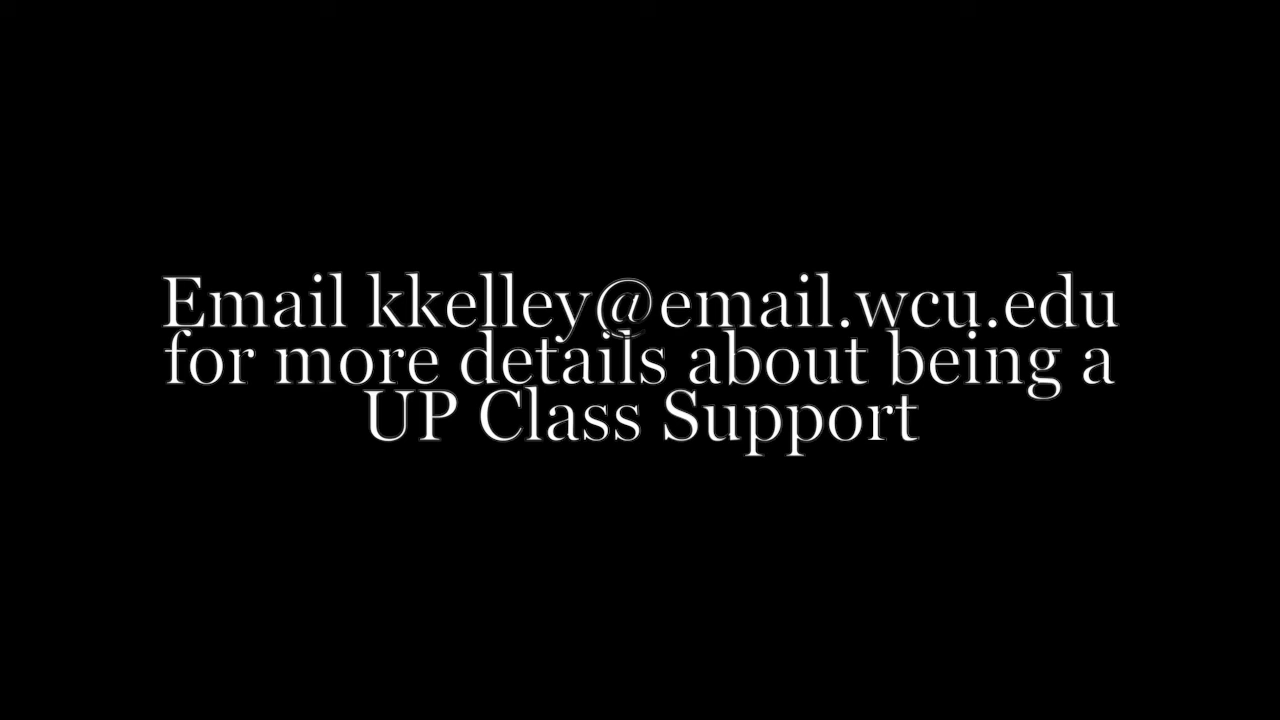 Email kkelley@email.wcu.edu
for more details about being a
UP Class Support